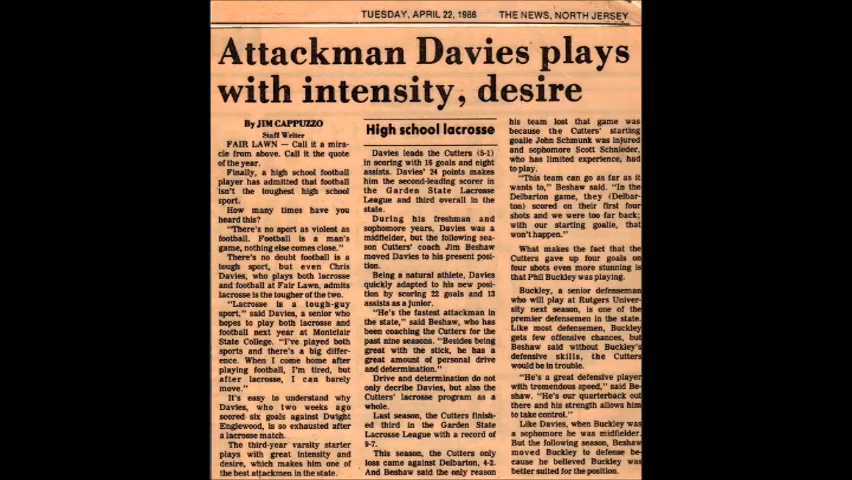 TUESDAY, APRIL 22, 1986 THE NEWS, NORTH JERSEY
Attackman Davies plays
with intensity, desire
By JIM CAPPUZZO
Staff Writer
FAIR LAWN — Call it a mira-
cle from above. Call it the quote
of the year.
Finally, a high school football
player has admitted that football
isn't the toughest high school
sport.
How many times have you
heard this?
"There's no sport as violent as
football. Football is a man's
game, nothing else comes close."
There's no doubt football is a
tough sport, but even Chris
Davies, who plays both lacrosse
and football at Fair Lawn, admits
lacrosse is the tougher of the two.
"Lacrosse is a tough-guy
sport," said Davies, a senior who
hopes to play both lacrosse and
football next year at Montclair
State College. "I've played both
sports and there's a big differ-
ence. When I come home after
playing football, I'm tired, but
after lacrosse, I can barely
move."
It's easy to understand why
Davies, who two weeks ago
scored six goals against Dwight
Englewood, is so exhausted after
a lacrosse match.
The third-year varsity starter
plays with great intensity and
desire, which makes him one of
the best attackmen in the state.
High school lacrosse
Davies leads the Cutters (5-1)
in scoring with 16 goals and eight
assists. Davies' 24 points makes
him the second-leading scorer in
the Garden State Lacrosse
League and third overall in the
state.
During his freshman and
sophomore years, Davies was a
midfielder, but the following sea-
son Cutters' coach Jim Beshaw
moved Davies to his present posi-
tion.
Being a natural athlete, Davies
quickly adapted to his new posi-
tion by scoring 22 goals and 13
assists as a junior.
"He's the fastest attackman in
the state," said Beshaw, who has
been coaching the Cutters for the
past nine seasons. "Besides being
great with the stick, he has a
great amount of personal drive
and determination."
Drive and determination do not
only decribe Davies, but also the
Cutters' lacrosse program as a
whole.
Last season, the Cutters finish-
ed third in the Garden State
Lacrosse League with a record of
9-7.
This season, the Cutters only
loss came against Delbarton, 4-2.
And Beshaw said the only reason
his team lost that game was
because the Cutters' starting
goalie John Schmunk was injured
and sophomore Scott Schnieder,
who has limited experience, had
to play.
"This team can go as far as it
wants to," Beshaw said. "In the
Delbarton game, they (Delbar-
ton) scored on their first four
shots and we were too far back;
with our starting goalie, that
won't happen."
What makes the fact that the
Cutters gave up four goals on
four shots even more stunning is
that Phil Buckley was playing.
Buckley, a senior defenseman
who will play at Rutgers Univer-
sity next season, is one of the
premier defensemen in the state.
Like most defensemen, Buckley
gets few offensive chances, but
Beshaw said without Buckley's
defensive skills, the Cutters
would be in trouble.
"He's a great defensive player
with tremendous speed," said Be-
shaw. "He's our quarterback out
there and his strength allows him
to take control."
Like Davies, when Buckley was
a sophomore he was midfielder.
But the following season, Beshaw
moved Buckley to defense be-
cause he believed Buckley was
better suited for the position.